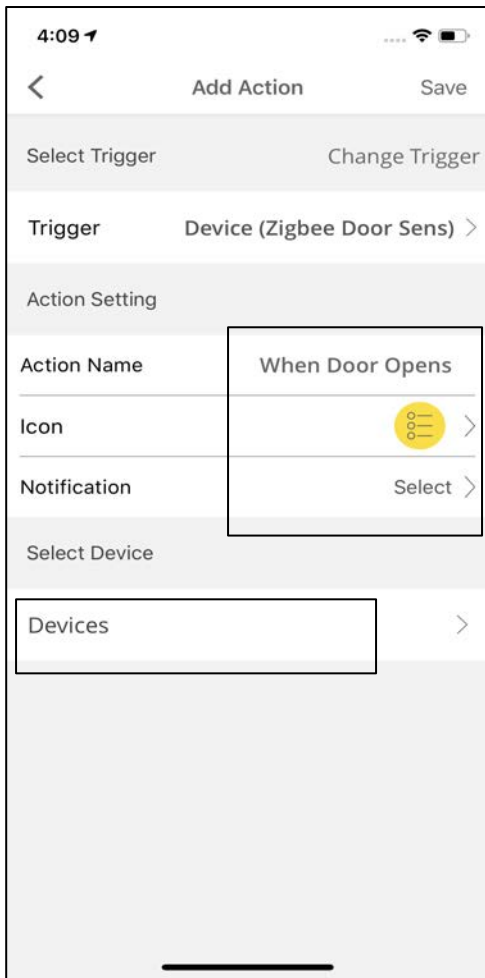 4:09
Add Action Save
Select Trigger Change Trigger
Trigger Device (Zigbee Door Sens)
Action Setting
Action Name When Door Opens
Icon
Notification Select
Select Device
Devices